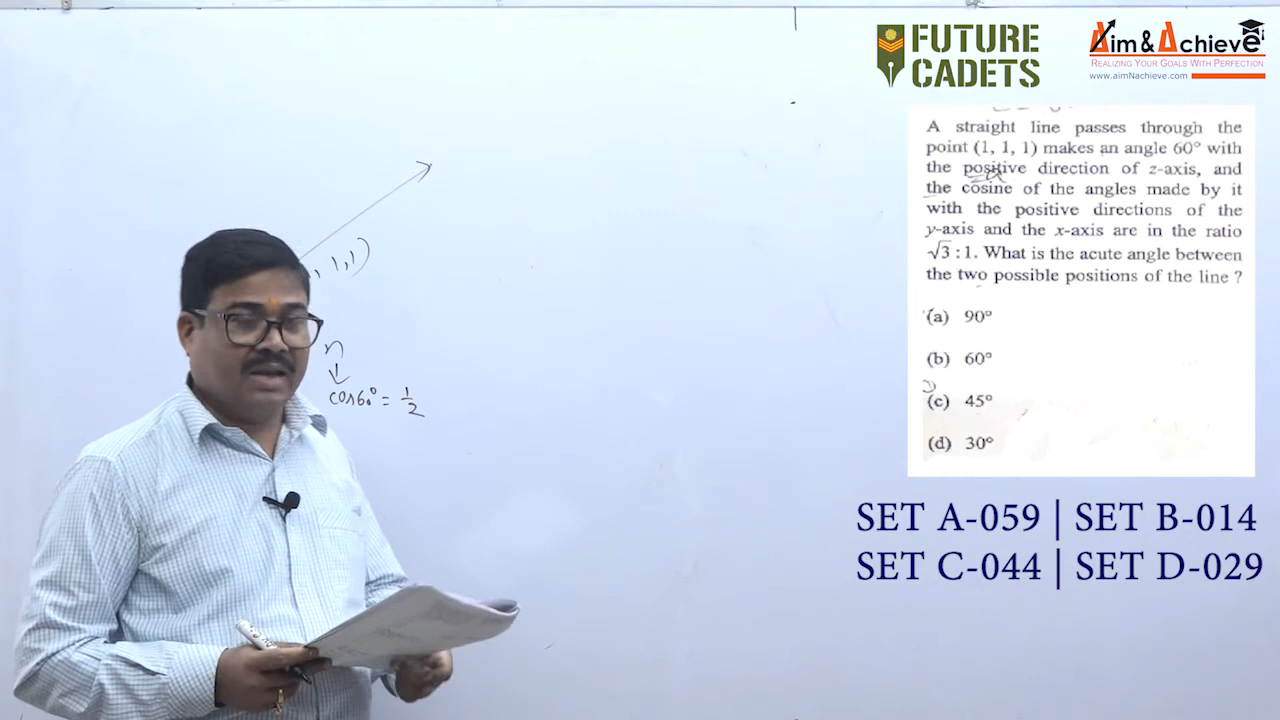 FUTURE
CADETS
Aim & Achieve
REALIZING YOUR GOALS WITH PERFECTION
www.aimNachieve.com
A straight line passes through the
point (1, 1, 1) makes an angle 60° with
the positive direction of z-axis, and
the cosine of the angles made by it
with the positive directions of the
y-axis and the x-axis are in the ratio
√3 : 1. What is the acute angle between
the two possible positions of the line ?
(a) 90°
(b) 60°
(c) 45°
(d) 30°
, 1, 1)
n
cos60° = 1/2
SET A-059 | SET B-014
SET C-044 | SET D-029